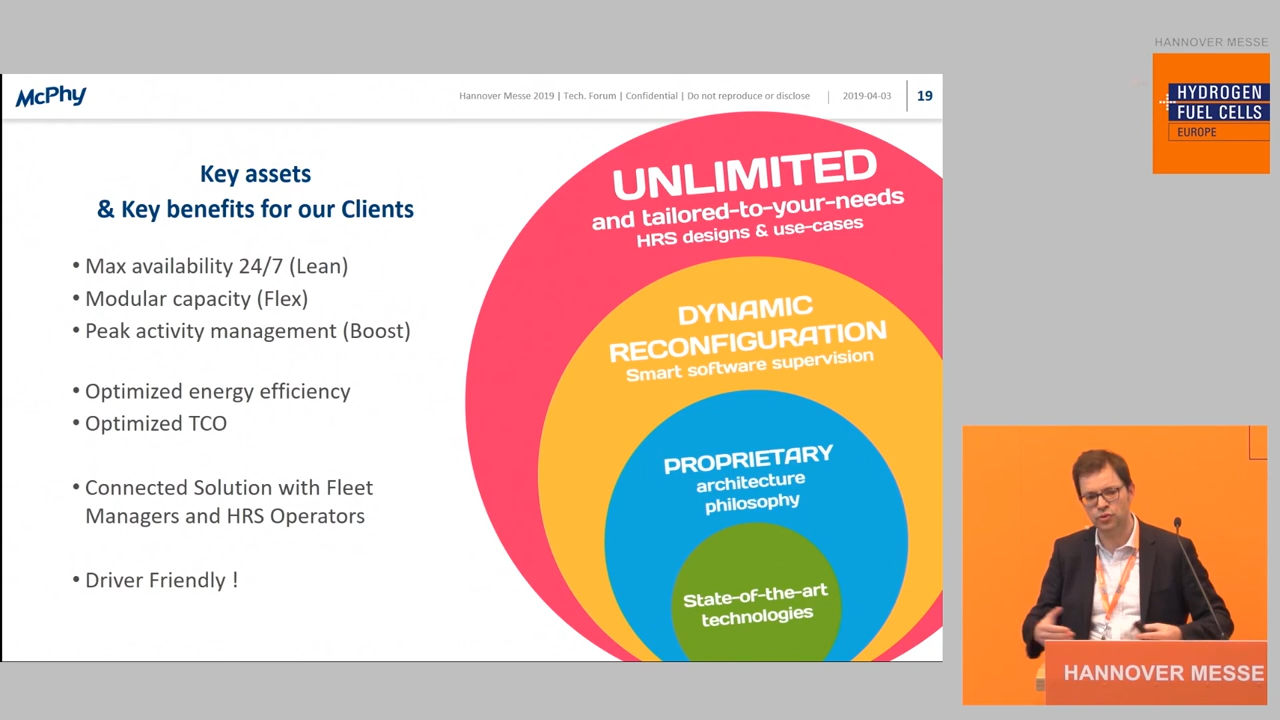 HANNOVER MESSE
HYDROGEN
FUEL CELLS
EUROPE
McPhy
Hannover Messe 2019 | Tech. Forum | Confidential | Do not reproduce or disclose | 2019-04-03 | 19
Key assets
& Key benefits for our Clients
• Max availability 24/7 (Lean)
• Modular capacity (Flex)
• Peak activity management (Boost)
• Optimized energy efficiency
• Optimized TCO
• Connected Solution with Fleet
Managers and HRS Operators
• Driver Friendly !
UNLIMITED
and tailored-to-your-needs
HRS designs & use-cases
DYNAMIC
RECONFIGURATION
Smart software supervision
PROPRIETARY
architecture
philosophy
State-of-the-art
technologies
HANNOVER MESSE